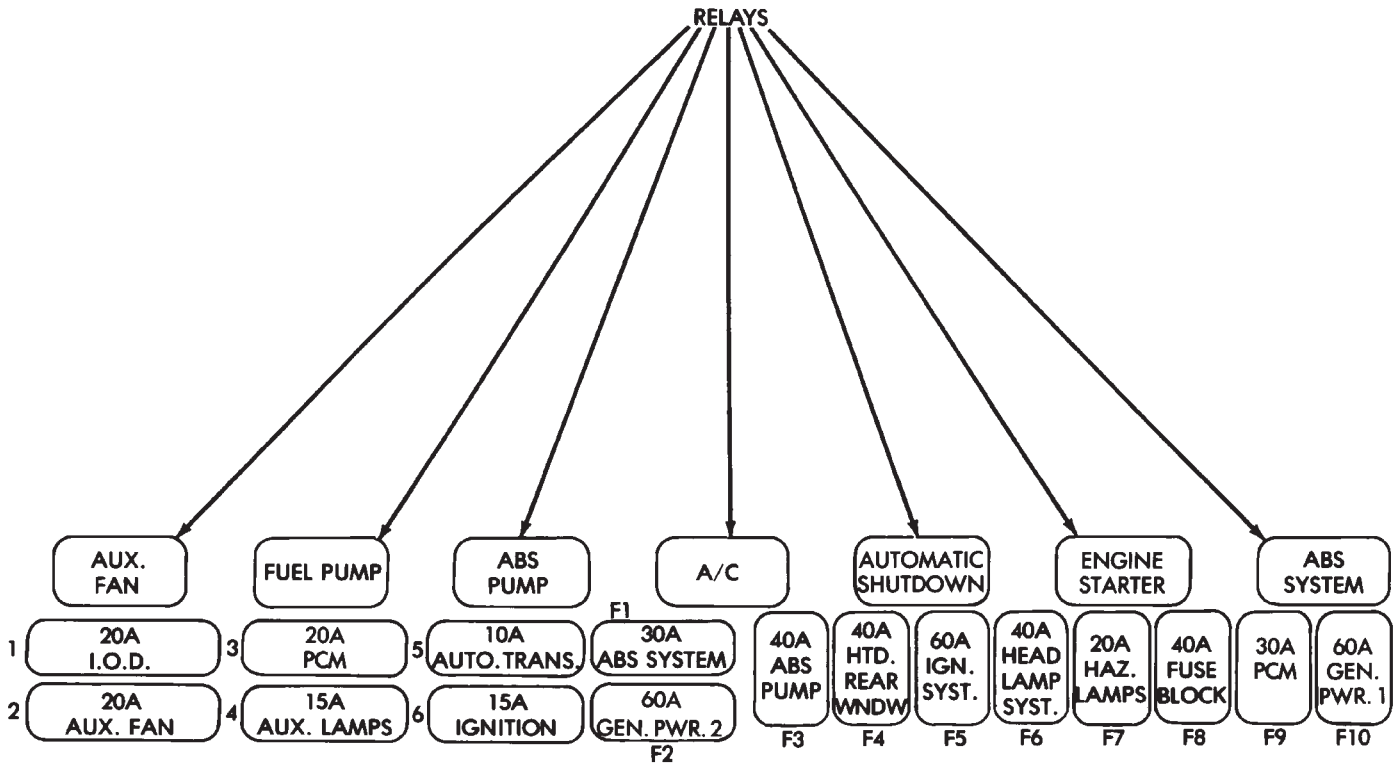 RELAYS
AUX.
FAN
FUEL PUMP
ABS
PUMP
A/C
AUTOMATIC
SHUTDOWN
ENGINE
STARTER
ABS
SYSTEM
1
20A
I.O.D.
3
20A
PCM
5
10A
AUTO.TRANS.
F1
30A
ABS SYSTEM
2
20A
AUX. FAN
4
15A
AUX. LAMPS
6
15A
IGNITION
60A
GEN. PWR. 2
F2
40A
ABS
PUMP
F3
40A
HTD.
REAR
WNDW
F4
60A
IGN.
SYST.
F5
40A
HEAD
LAMP
SYST.
F6
20A
HAZ.
LAMPS
F7
40A
FUSE
BLOCK
F8
30A
PCM
F9
60A
GEN.
PWR. 1
F10